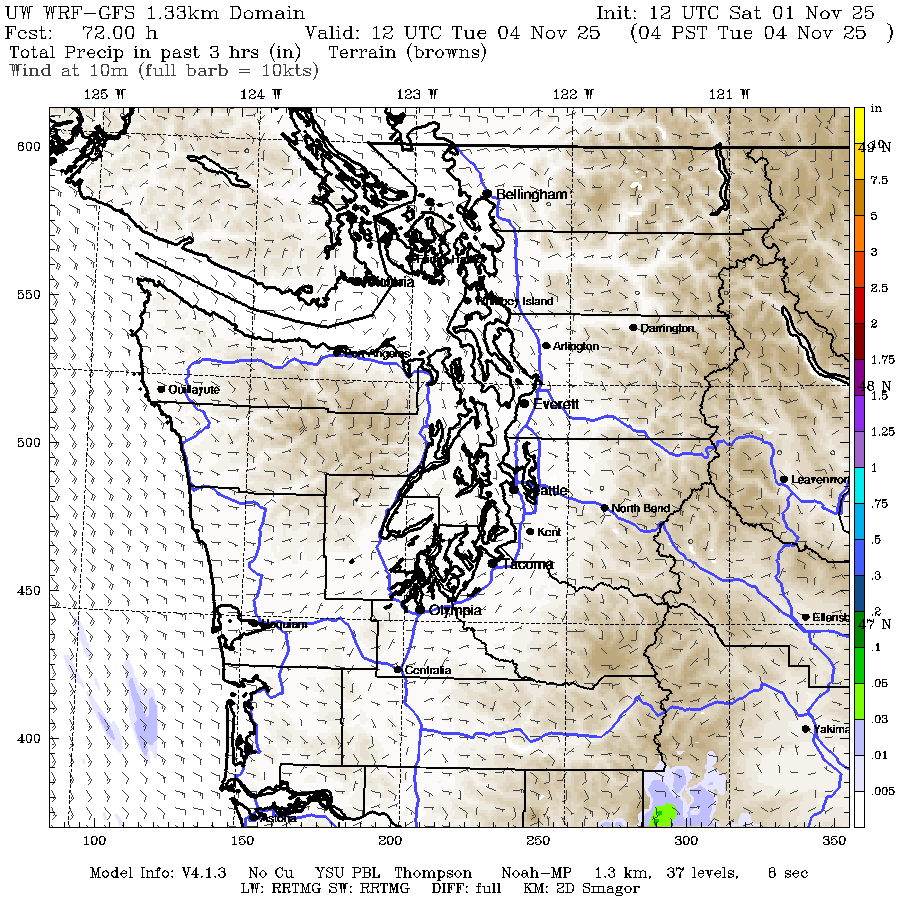 UW WRF-GFS 1.33km Domain Init: 12 UTC Sat 01 Nov 25
Fcst: 72.00 h Valid: 12 UTC Tue 04 Nov 25 (04 PST Tue 04 Nov 25 )
Total Precip in past 3 hrs (in) Terrain (browns)
Wind at 10m (full barb = 10kts)
125 W 124 W 123 W 122 W 121 W
in
600
N
Bellingham
7.5
5
3
Victoria
2.5
550
Island
2
Darrington
Arlington
Port Angeles
1.75
Quillayute
48 N
1.5
Everett
1.25
500
1
Leavenwor
Seattle
.75
North Bend
Kent
.5
Tacoma
.3
450
Olympia
.2
Ellensb
Hoquiam
47 N
.1
Centralia
.05
.03
Yakima
400
.01
.005
Astoria
100 150 200 250 300 350
Model Info: V4.1.3 No Cu YSU PBL Thompson Noah-MP 1.3 km, 37 levels, 8 sec
LW: RRTMG SW: RRTMG DIFF: full KM: 2D Smagor